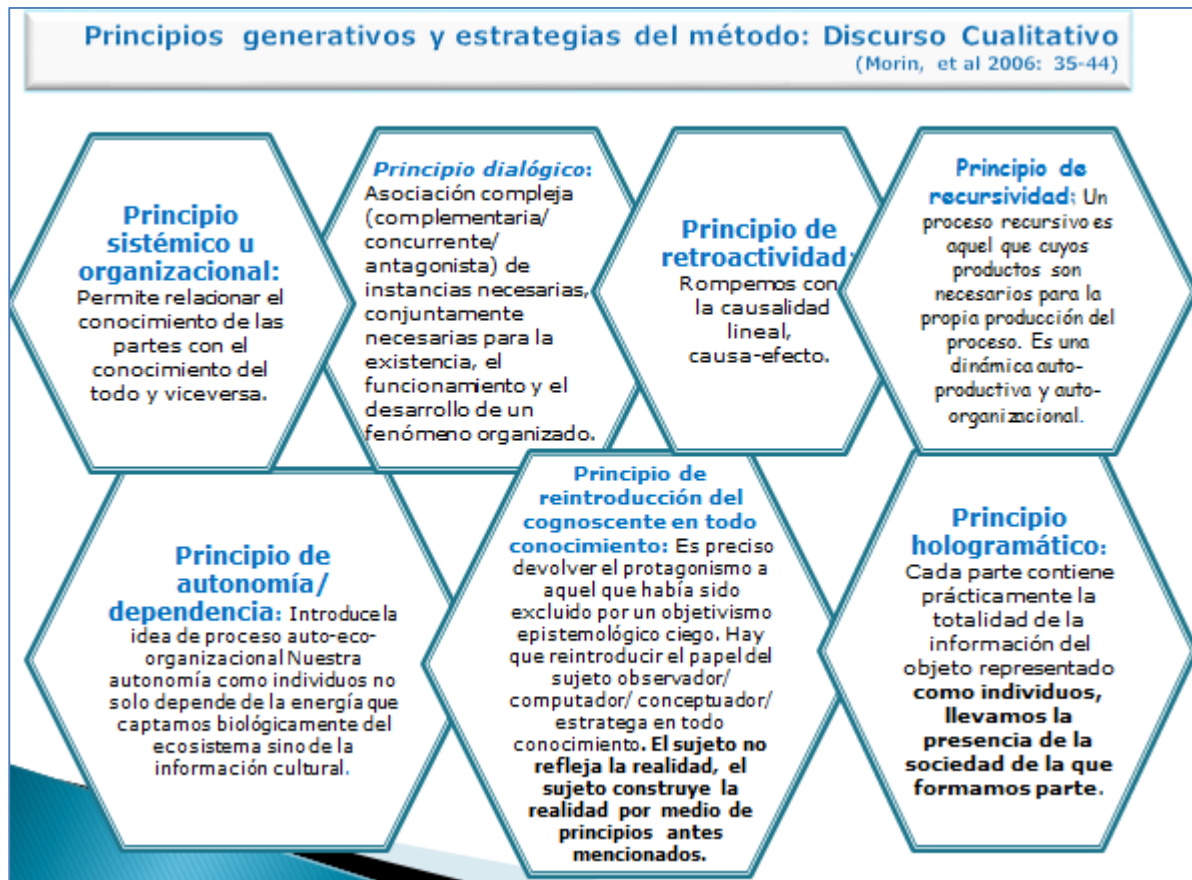 Principios generativos y estrategias del método: Discurso Cualitativo
(Morin, et al 2006: 35-44)
Principio
sistémico u
organizacional:
Permite relacionar el
conocimiento de las
partes con el
conocimiento del
todo y viceversa.
Principio dialógico:
Asociación compleja
(complementaria/
concurrente/
antagonista) de
instancias necesarias,
conjuntamente
necesarias para la
existencia, el
funcionamiento y el
desarrollo de un
fenómeno organizado.
Principio de
retroactividad:
Rompemos con
la causalidad
lineal,
causa-efecto.
Principio de
recursividad: Un
proceso recursivo es
aquel que cuyos
productos son
necesarios para la
propia producción del
proceso. Es una
dinámica auto-
productiva y auto-
organizacional.
Principio de
autonomía/
dependencia: Introduce la
idea de proceso auto-eco-
organizacional Nuestra
autonomía como individuos no
solo depende de la energía que
captamos biológicamente del
ecosistema sino de la
información cultural.
Principio de
reintroducción del
cognoscente en todo
conocimiento: Es preciso
devolver el protagonismo a
aquel que había sido
excluido por un objetivismo
epistemológico ciego. Hay
que reintroducir el papel del
sujeto observador/
computador/ conceptuador/
estratega en todo
conocimiento. El sujeto no
refleja la realidad, el
sujeto construye la
realidad por medio de
principios antes
mencionados.
Principio
hologramático:
Cada parte contiene
prácticamente la
totalidad de la
información del
objeto representado
como individuos,
llevamos la
presencia de la
sociedad de la que
formamos parte.